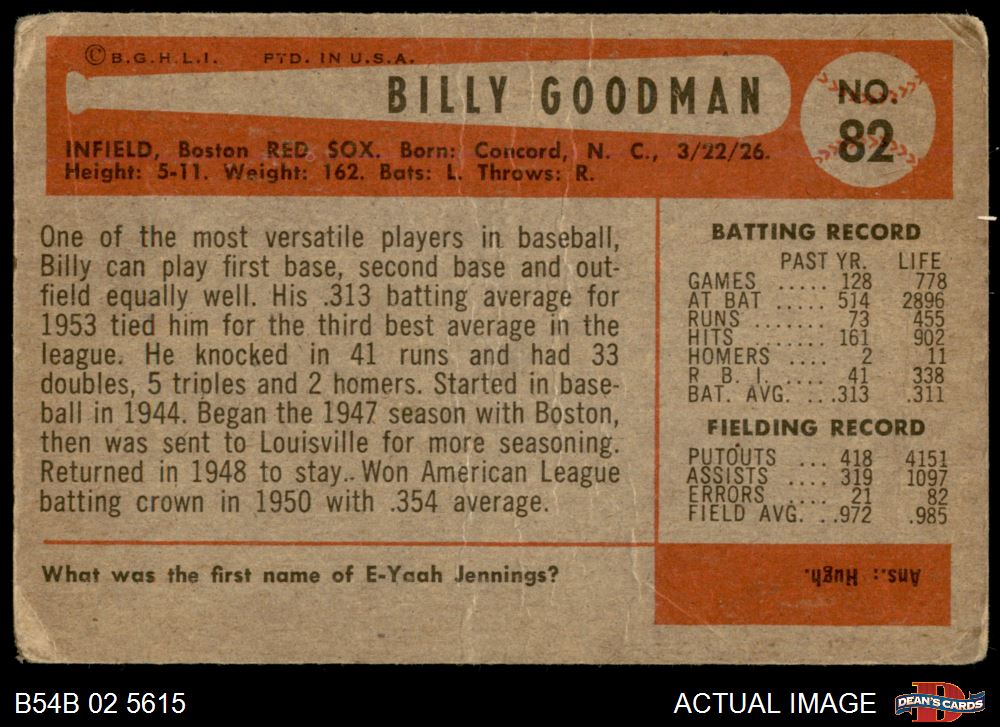 ©B.G.H.L.I. PTD. IN U.S.A.
BILLY GOODMAN
NO.
82
INFIELD, Boston RED SOX. Born: Concord, N. C., 3/22/26.
Height: 5-11. Weight: 162. Bats: L. Throws: R.
One of the most versatile players in baseball,
Billy can play first base, second base and out-
field equally well. His .313 batting average for
1953 tied him for the third best average in the
league. He knocked in 41 runs and had 33
doubles, 5 triples and 2 homers. Started in base-
ball in 1944. Began the 1947 season with Boston,
then was sent to Louisville for more seasoning.
Returned in 1948 to stay. Won American League
batting crown in 1950 with .354 average.
BATTING RECORD
PAST YR. LIFE
GAMES ..... 128 778
AT BAT ..... 514 2896
RUNS ....... 73 455
HITS ....... 161 902
HOMERS .... 2 11
R. B. I. .... 41 338
BAT. AVG. ...313 .311
FIELDING RECORD
PUTOUTS ... 418 4151
ASSISTS .... 319 1097
ERRORS .... 21 82
FIELD AVG. ..972 .985
What was the first name of E-Yaah Jennings?
Ans.: Hugh.
B54B 02 5615
ACTUAL IMAGE
D
DEAN'S CARDS